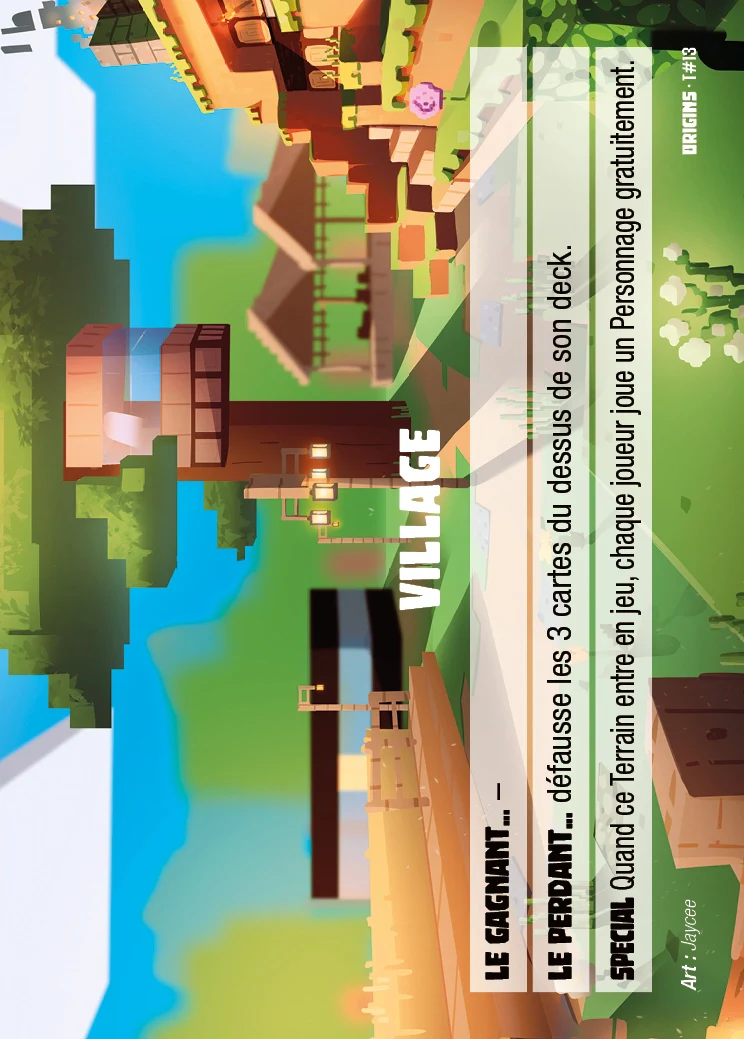 VILLAGE
LE GAGNANT... –
LE PERDANT... défausse les 3 cartes du dessus de son deck.
SPECIAL Quand ce Terrain entre en jeu, chaque joueur joue un Personnage gratuitement.
Art : Jaycee
ORIGINS · T#13